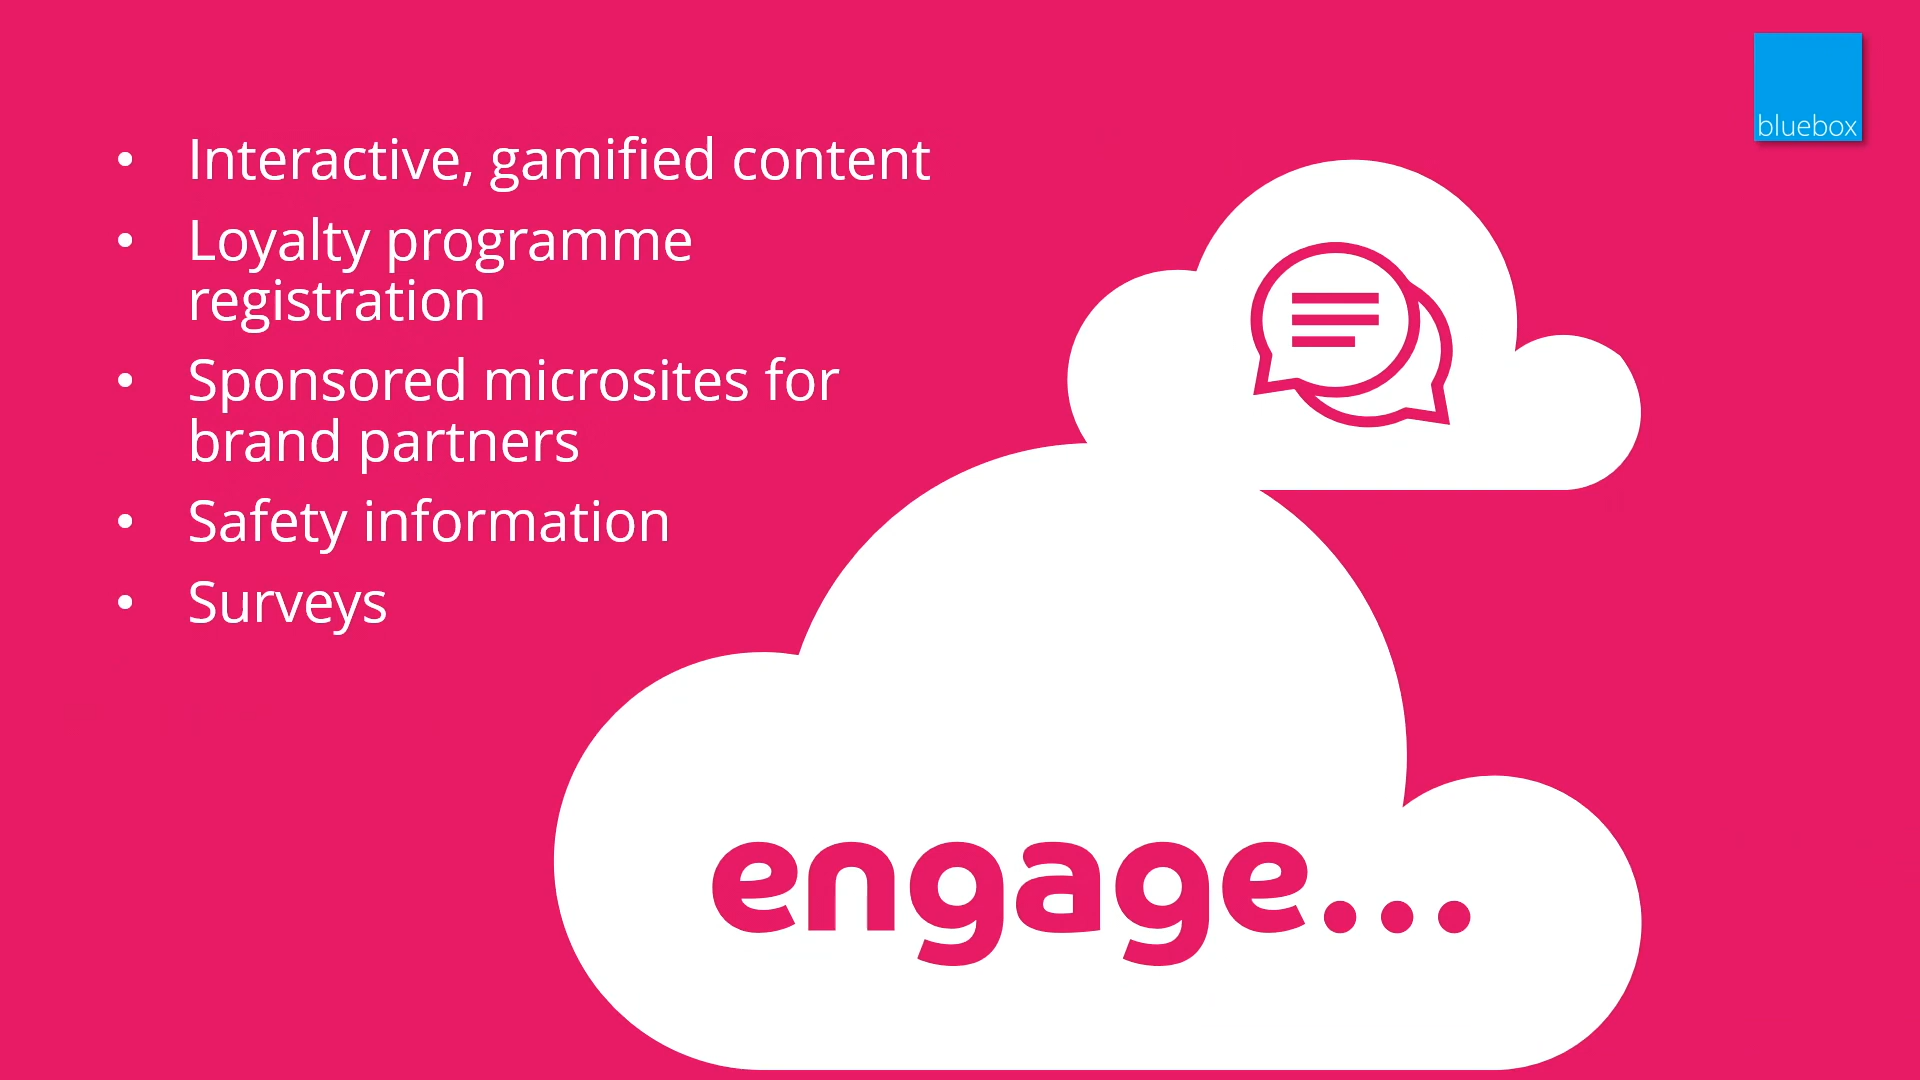 bluebox
• Interactive, gamified content
• Loyalty programme
registration
• Sponsored microsites for
brand partners
• Safety information
• Surveys
engage...